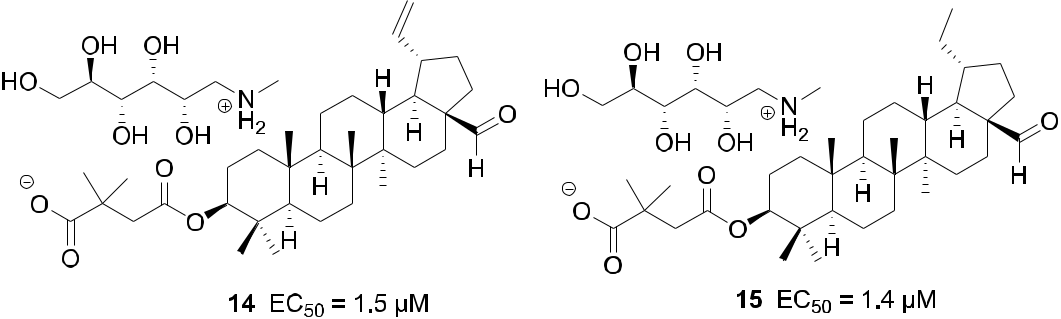 OH OH
HO
N
H2
⊕
OH OH
H
H
O
H
⊖
O
O
O
O
H
H
14 EC50 = 1.5 µM
OH OH
HO
N
H2
⊕
OH OH
H
H
O
H
⊖
O
O
O
O
H
H
15 EC50 = 1.4 µM